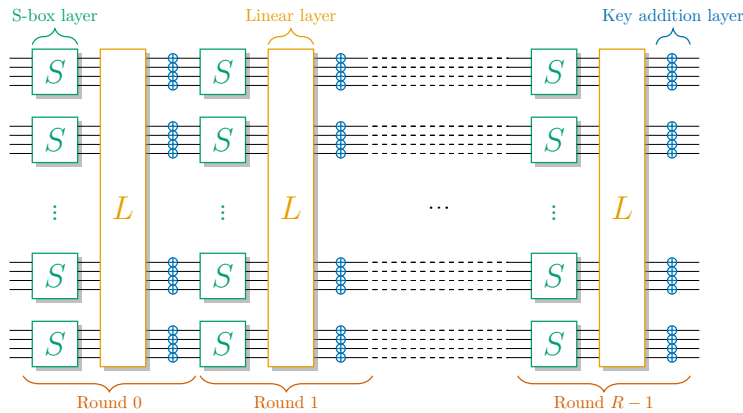 S-box layer Linear layer Key addition layer
S S S
S S S
⋮ L ⋮ L ⋯ ⋮ L
S S S
S S S
Round 0 Round 1 Round R − 1